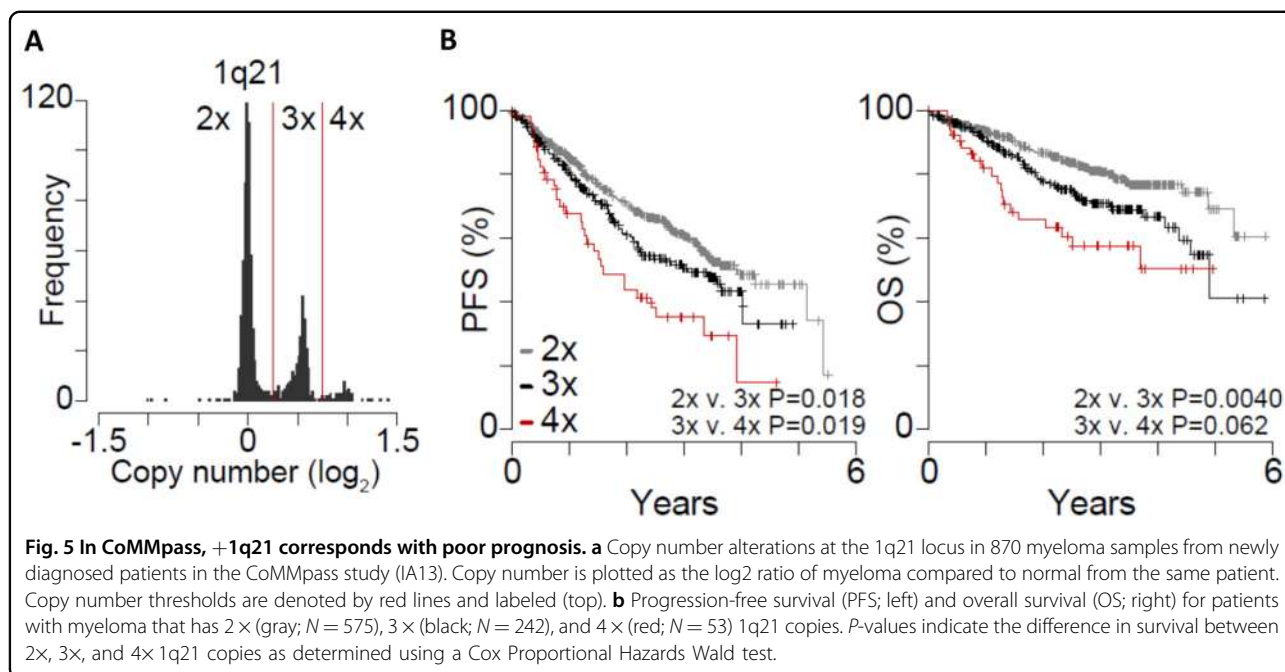 A
1q21
120
2x
3x
4x
Frequency
0
-1.5
0
1.5
Copy number (log2)
B
100
PFS (%)
2x
3x
4x
2x v. 3x P=0.018
3x v. 4x P=0.019
0
0
6
Years
100
OS (%)
2x v. 3x P=0.0040
3x v. 4x P=0.062
0
0
6
Years
Fig. 5 In CoMMpass, +1q21 corresponds with poor prognosis. a Copy number alterations at the 1q21 locus in 870 myeloma samples from newly
diagnosed patients in the CoMMpass study (IA13). Copy number is plotted as the log2 ratio of myeloma compared to normal from the same patient.
Copy number thresholds are denoted by red lines and labeled (top). b Progression-free survival (PFS; left) and overall survival (OS; right) for patients
with myeloma that has 2 × (gray; N = 575), 3 × (black; N = 242), and 4 × (red; N = 53) 1q21 copies. P-values indicate the difference in survival between
2×, 3×, and 4× 1q21 copies as determined using a Cox Proportional Hazards Wald test.